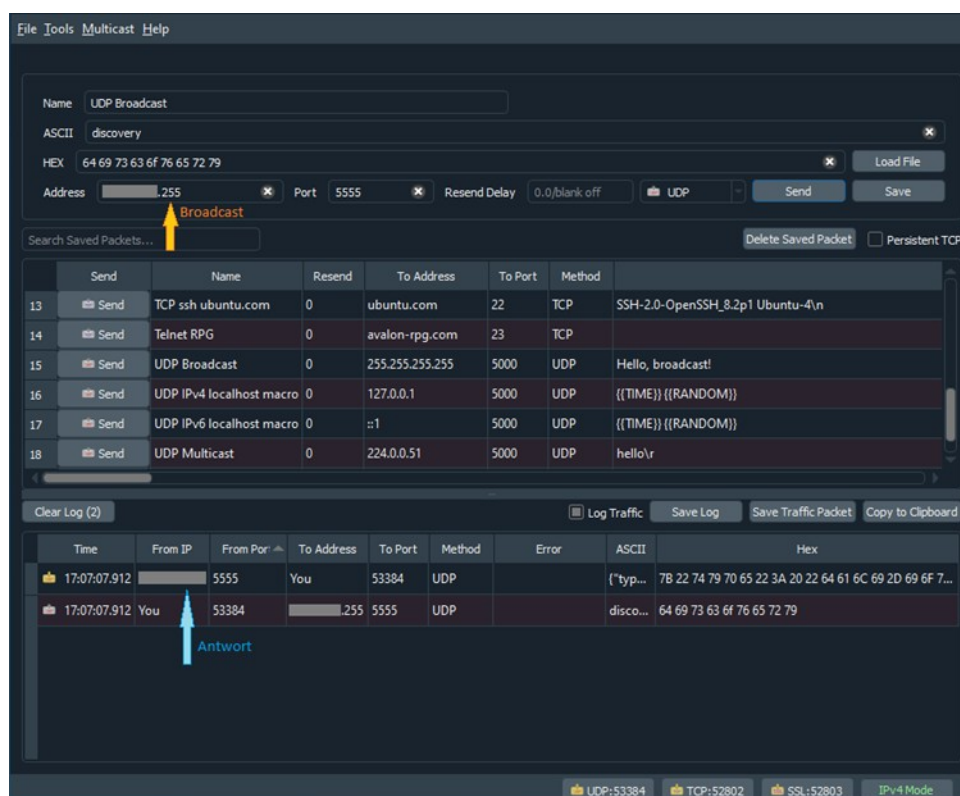 File Tools Multicast Help
Name UDP Broadcast
ASCII discovery
HEX 64 69 73 63 6f 76 65 72 79 Load File
Address .255 Port 5555 Resend Delay 0.0/blank off UDP Send Save
Broadcast
Search Saved Packets... Delete Saved Packet Persistent TCP
Send Name Resend To Address To Port Method
13 Send TCP ssh ubuntu.com 0 ubuntu.com 22 TCP SSH-2.0-OpenSSH_8.2p1 Ubuntu-4\n
14 Send Telnet RPG 0 avalon-rpg.com 23 TCP
15 Send UDP Broadcast 0 255.255.255.255 5000 UDP Hello, broadcast!
16 Send UDP IPv4 localhost macro 0 127.0.0.1 5000 UDP {{TIME}} {{RANDOM}}
17 Send UDP IPv6 localhost macro 0 ::1 5000 UDP {{TIME}} {{RANDOM}}
18 Send UDP Multicast 0 224.0.0.51 5000 UDP hello\r
Clear Log (2) Log Traffic Save Log Save Traffic Packet Copy to Clipboard
Time From IP From Port To Address To Port Method Error ASCII Hex
17:07:07.912 5555 You 53384 UDP {"typ... 7B 22 74 79 70 65 22 3A 20 22 64 61 6C 69 2D 69 6F 7...
17:07:07.912 You 53384 .255 5555 UDP disco... 64 69 73 63 6f 76 65 72 79
Antwort
UDP:53384 TCP:52802 SSL:52803 IPv4 Mode